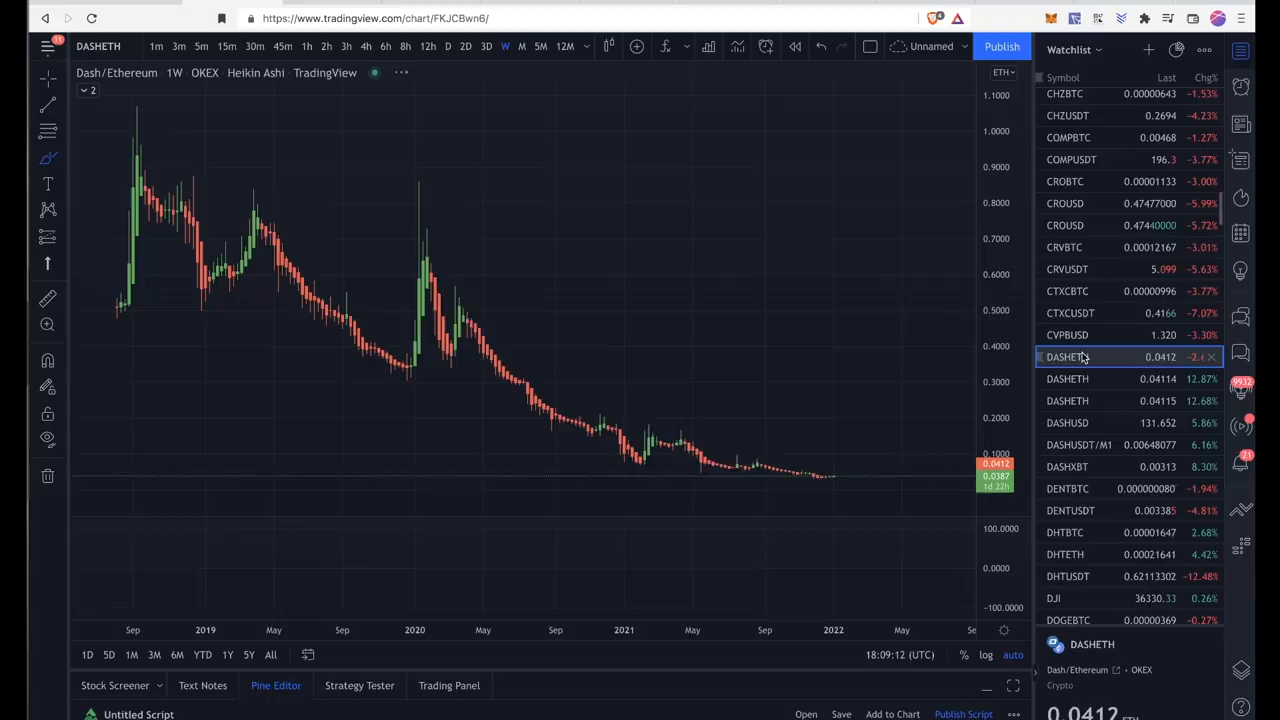 https://www.tradingview.com/chart/FKJCBwn6/
4
11
DASHETH 1m 3m 5m 15m 30m 45m 1h 2h 3h 4h 6h 8h 12h D 2D 3D W M 5M 12M Unnamed Publish
Dash/Ethereum · 1W · OKEX Heikin Ashi TradingView
ETH
2
1.1000
1.0000
0.9000
0.8000
0.7000
0.6000
0.5000
0.4000
0.3000
0.2000
0.1000
0.0412
0.0387
1d 22h
100.0000
0.0000
−100.0000
Sep 2019 May Sep 2020 May Sep 2021 May Sep 2022 May Se
1D 5D 1M 3M 6M YTD 1Y 5Y All 18:09:12 (UTC) % log auto
Stock Screener Text Notes Pine Editor Strategy Tester Trading Panel
Untitled Script Open Save Add to Chart Publish Script
Watchlist
Symbol Last Chg%
CHZBTC 0.00000643 −1.53%
CHZUSDT 0.2694 −4.23%
COMPBTC 0.00468 −1.27%
COMPUSDT 196.3 −3.77%
CROBTC 0.00001133 −3.00%
CROUSD 0.47477000 −5.99%
CROUSD 0.47440000 −5.72%
CRVBTC 0.00012167 −3.01%
CRVUSDT 5.099 −5.63%
CTXCBTC 0.00000996 −3.77%
CTXCUSDT 0.4166 −7.07%
CVPBUSD 1.320 −3.30%
DASHETH 0.0412
DASHETH 0.04114 12.87%
DASHETH 0.04115 12.68%
DASHUSD 131.652 5.86%
DASHUSDT/M1 0.00648077 6.16%
DASHXBT 0.00313 8.30%
DENTBTC 0.000000080 −1.94%
DENTUSDT 0.003385 −4.81%
DHTBTC 0.00001647 2.68%
DHTETH 0.00021641 4.42%
DHTUSDT 0.62113302 −12.48%
DJI 36330.33 0.26%
DOGEBTC 0.00000369 −0.27%
DASHETH
Dash/Ethereum · OKEX
Crypto
0.0412 ETH
9932
21